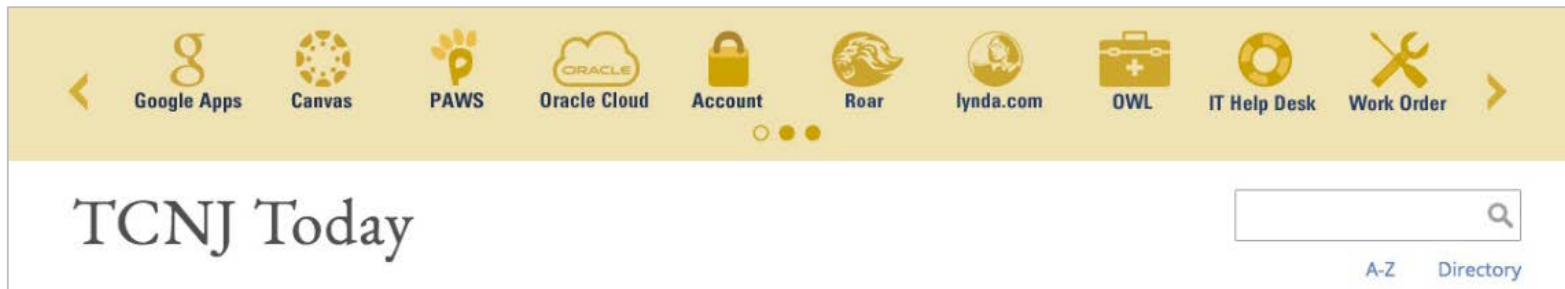 g
P
ORACLE
Google Apps Canvas PAWS Oracle Cloud Account Roar lynda.com OWL IT Help Desk Work Order
TCNJ Today
A-Z Directory